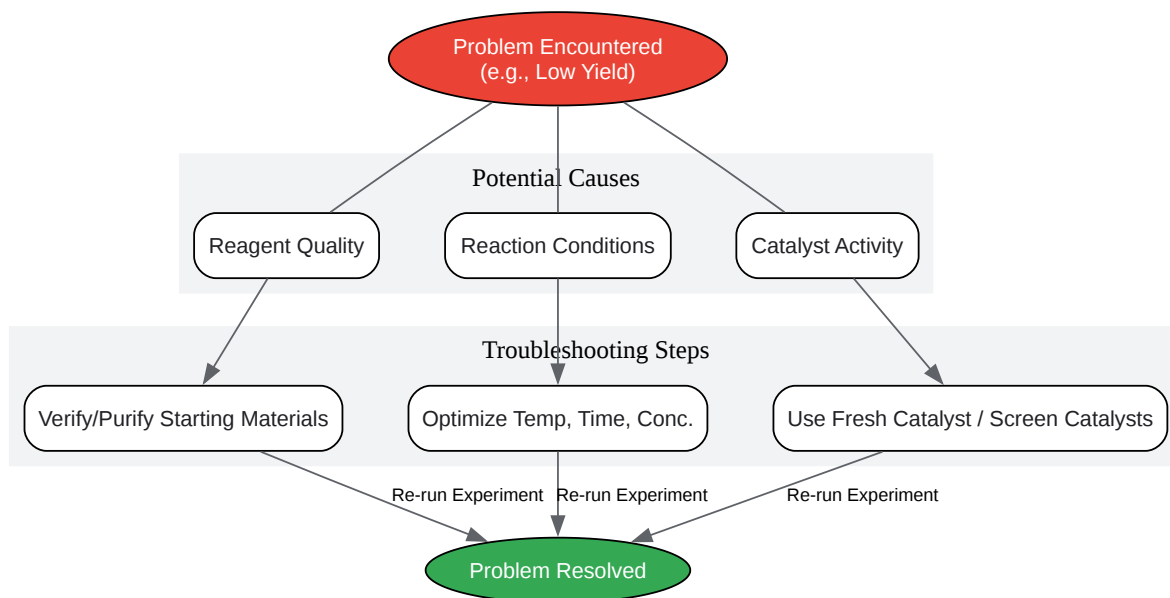 Problem Encountered
(e.g., Low Yield)
Potential Causes
Reagent Quality
Reaction Conditions
Catalyst Activity
Troubleshooting Steps
Verify/Purify Starting Materials
Optimize Temp, Time, Conc.
Use Fresh Catalyst / Screen Catalysts
Re-run Experiment
Re-run Experiment
Re-run Experiment
Problem Resolved